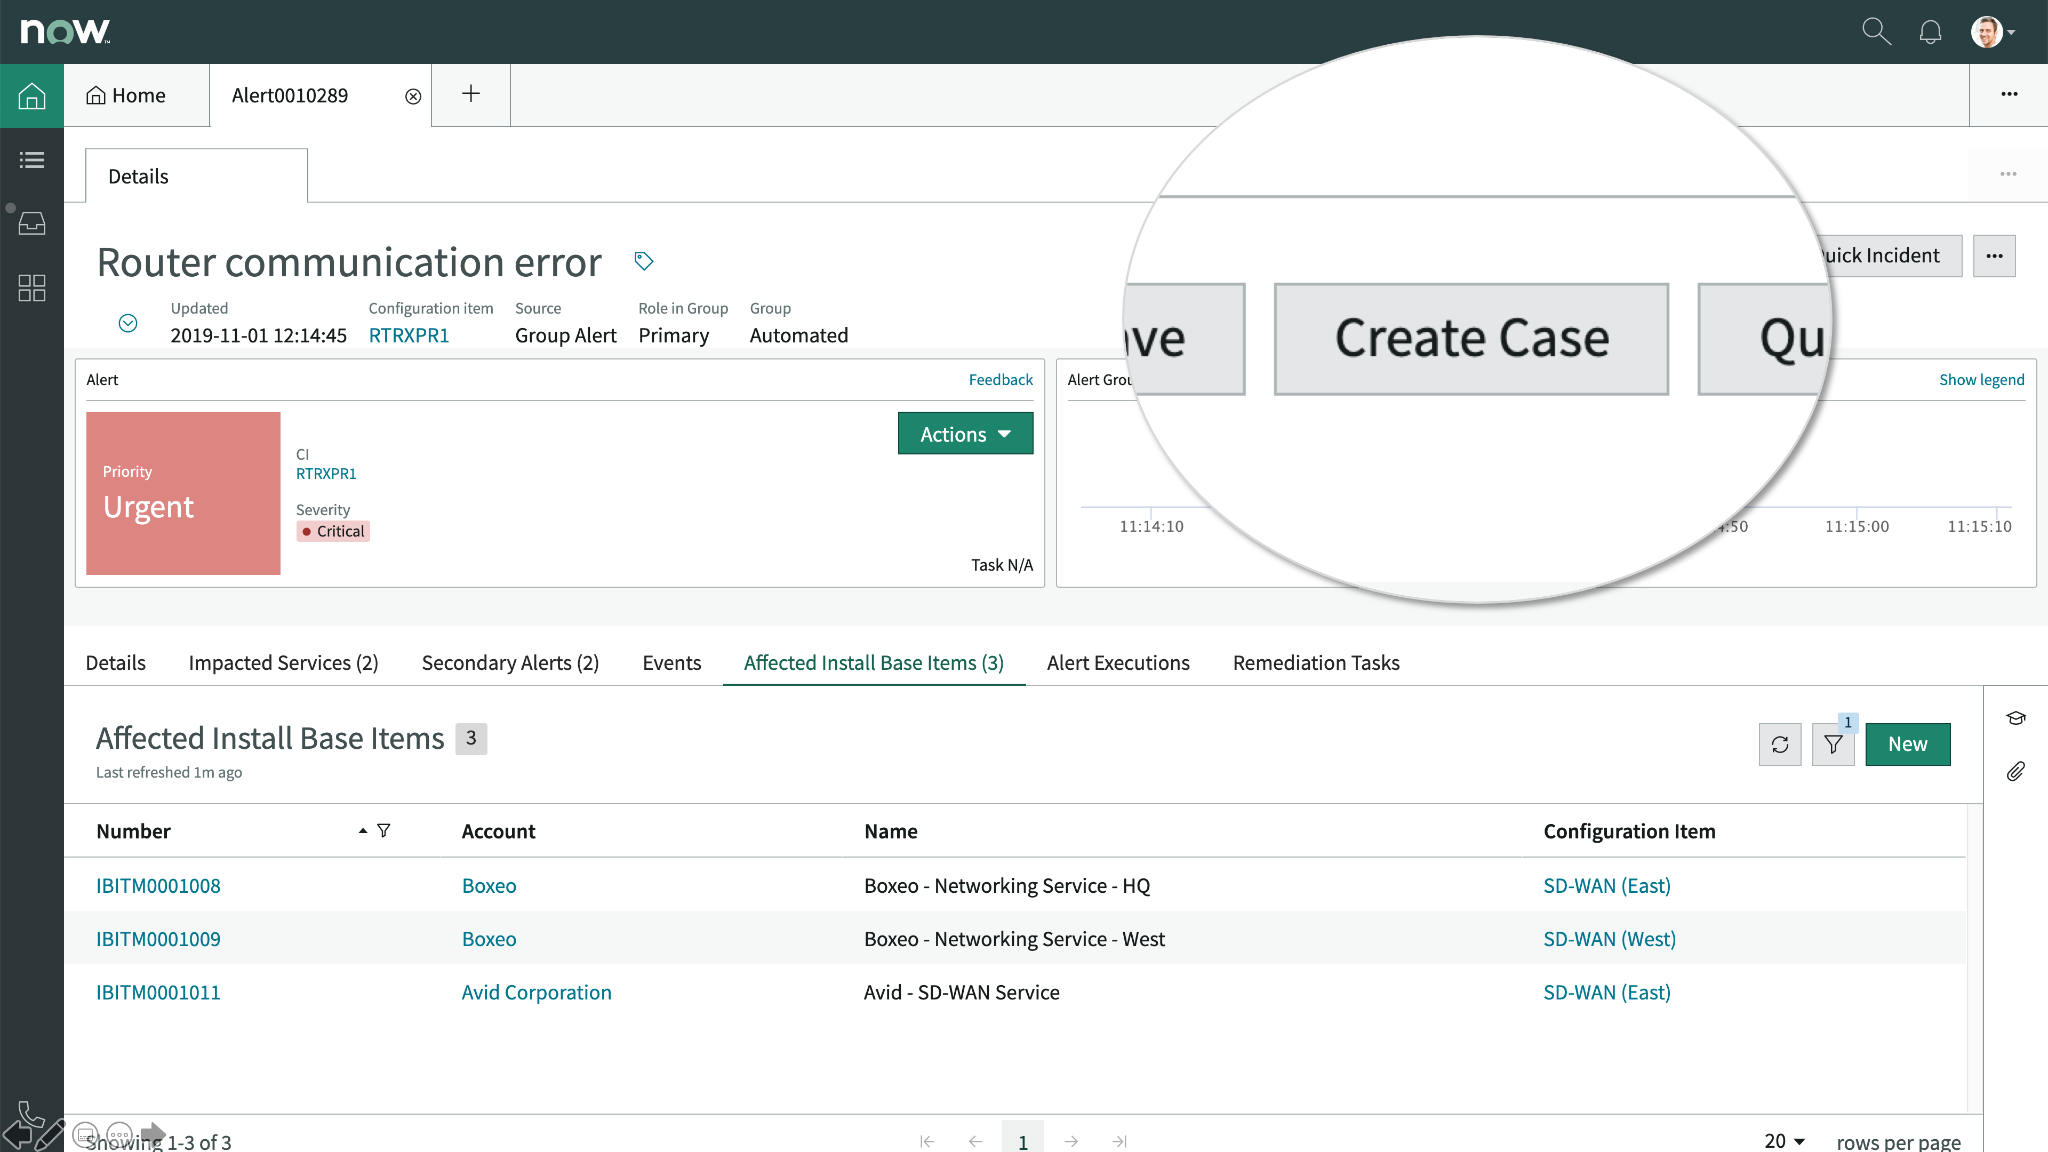 now
Home
Alert0010289
Details
Router communication error
Create Case
uick Incident
Updated
Configuration item
Source
Role in Group
Group
2019-11-01 12:14:45
RTRXPR1
Group Alert
Primary
Automated
Alert
Feedback
Alert
Show legend
Actions
Priority
Urgent
CI
RTRXPR1
Severity
Critical
Task N/A
11:14:10
:50
11:15:00
11:15:10
Details
Impacted Services (2)
Secondary Alerts (2)
Events
Affected Install Base Items (3)
Alert Executions
Remediation Tasks
Affected Install Base Items 3
Last refreshed 1m ago
1
New
Number
Account
Name
Configuration Item
IBITM0001008
Boxeo
Boxeo - Networking Service - HQ
SD-WAN (East)
IBITM0001009
Boxeo
Boxeo - Networking Service - West
SD-WAN (West)
IBITM0001011
Avid Corporation
Avid - SD-WAN Service
SD-WAN (East)
Showing 1-3 of 3
1
20
rows per page